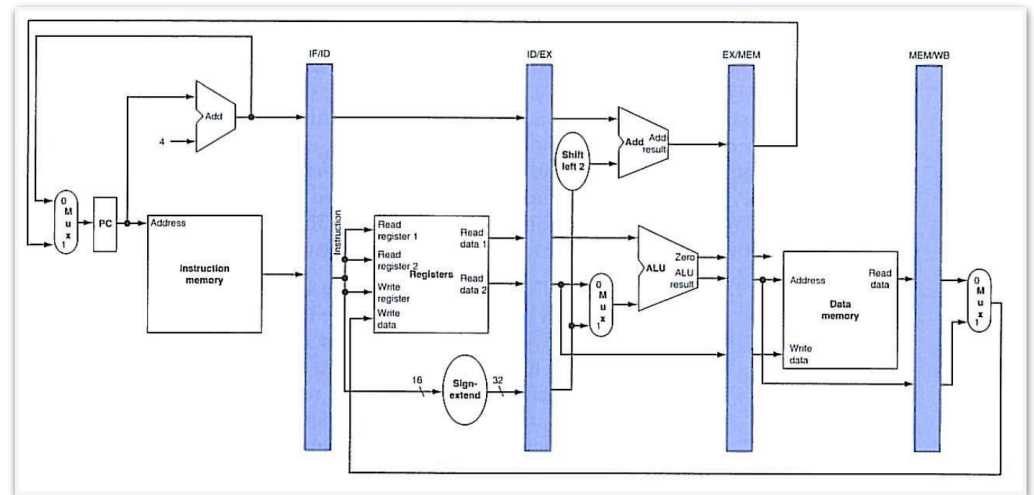 IF/ID
ID/EX
EX/MEM
MEM/WB
Add
4
Shift
left 2
Add
Add
result
0
M
u
x
1
PC
Address
Instruction
memory
Instruction
Read
register 1
Read
register 2
Write
register
Write
data
Registers
Read
data 1
Read
data 2
16
Sign-
extend
32
0
M
u
x
1
ALU
Zero
ALU
result
Address
Read
data
Data
memory
Write
data
0
M
u
x
1